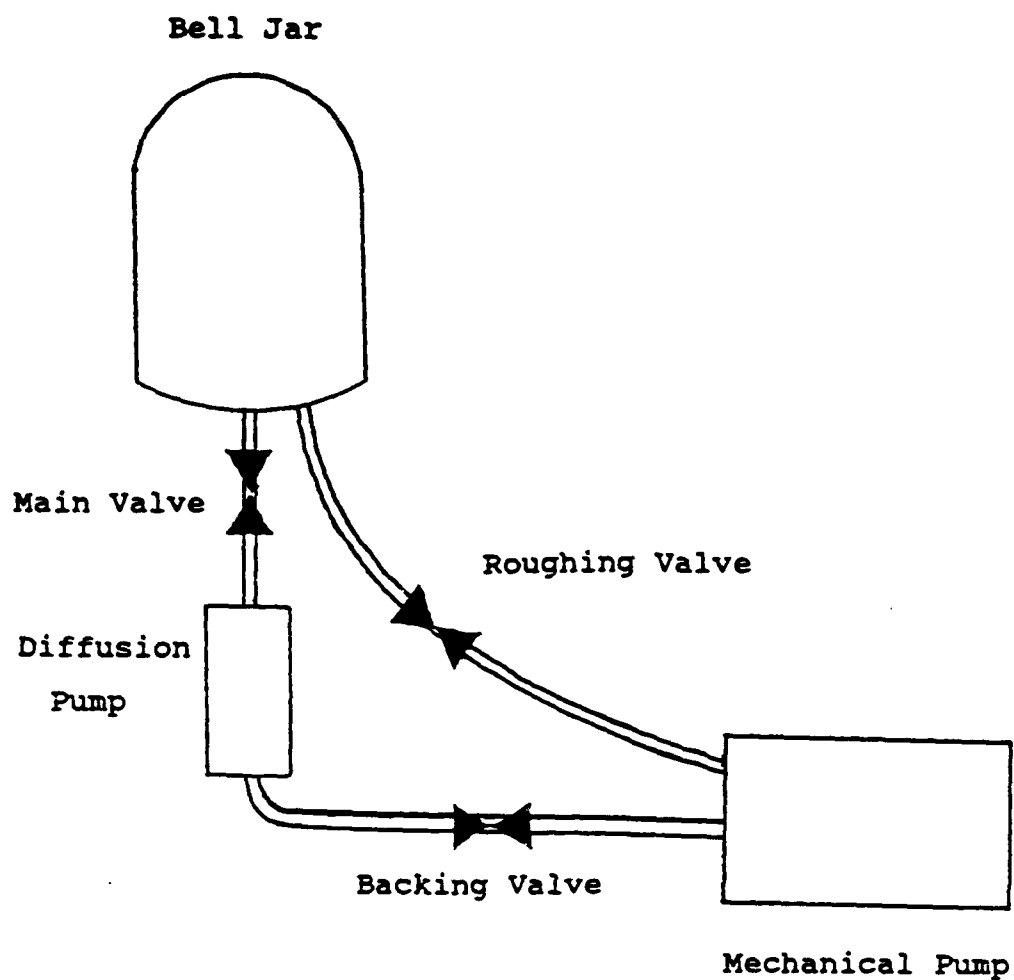 Bell Jar
Main Valve
Roughing Valve
Diffusion
Pump
Backing Valve
Mechanical Pump